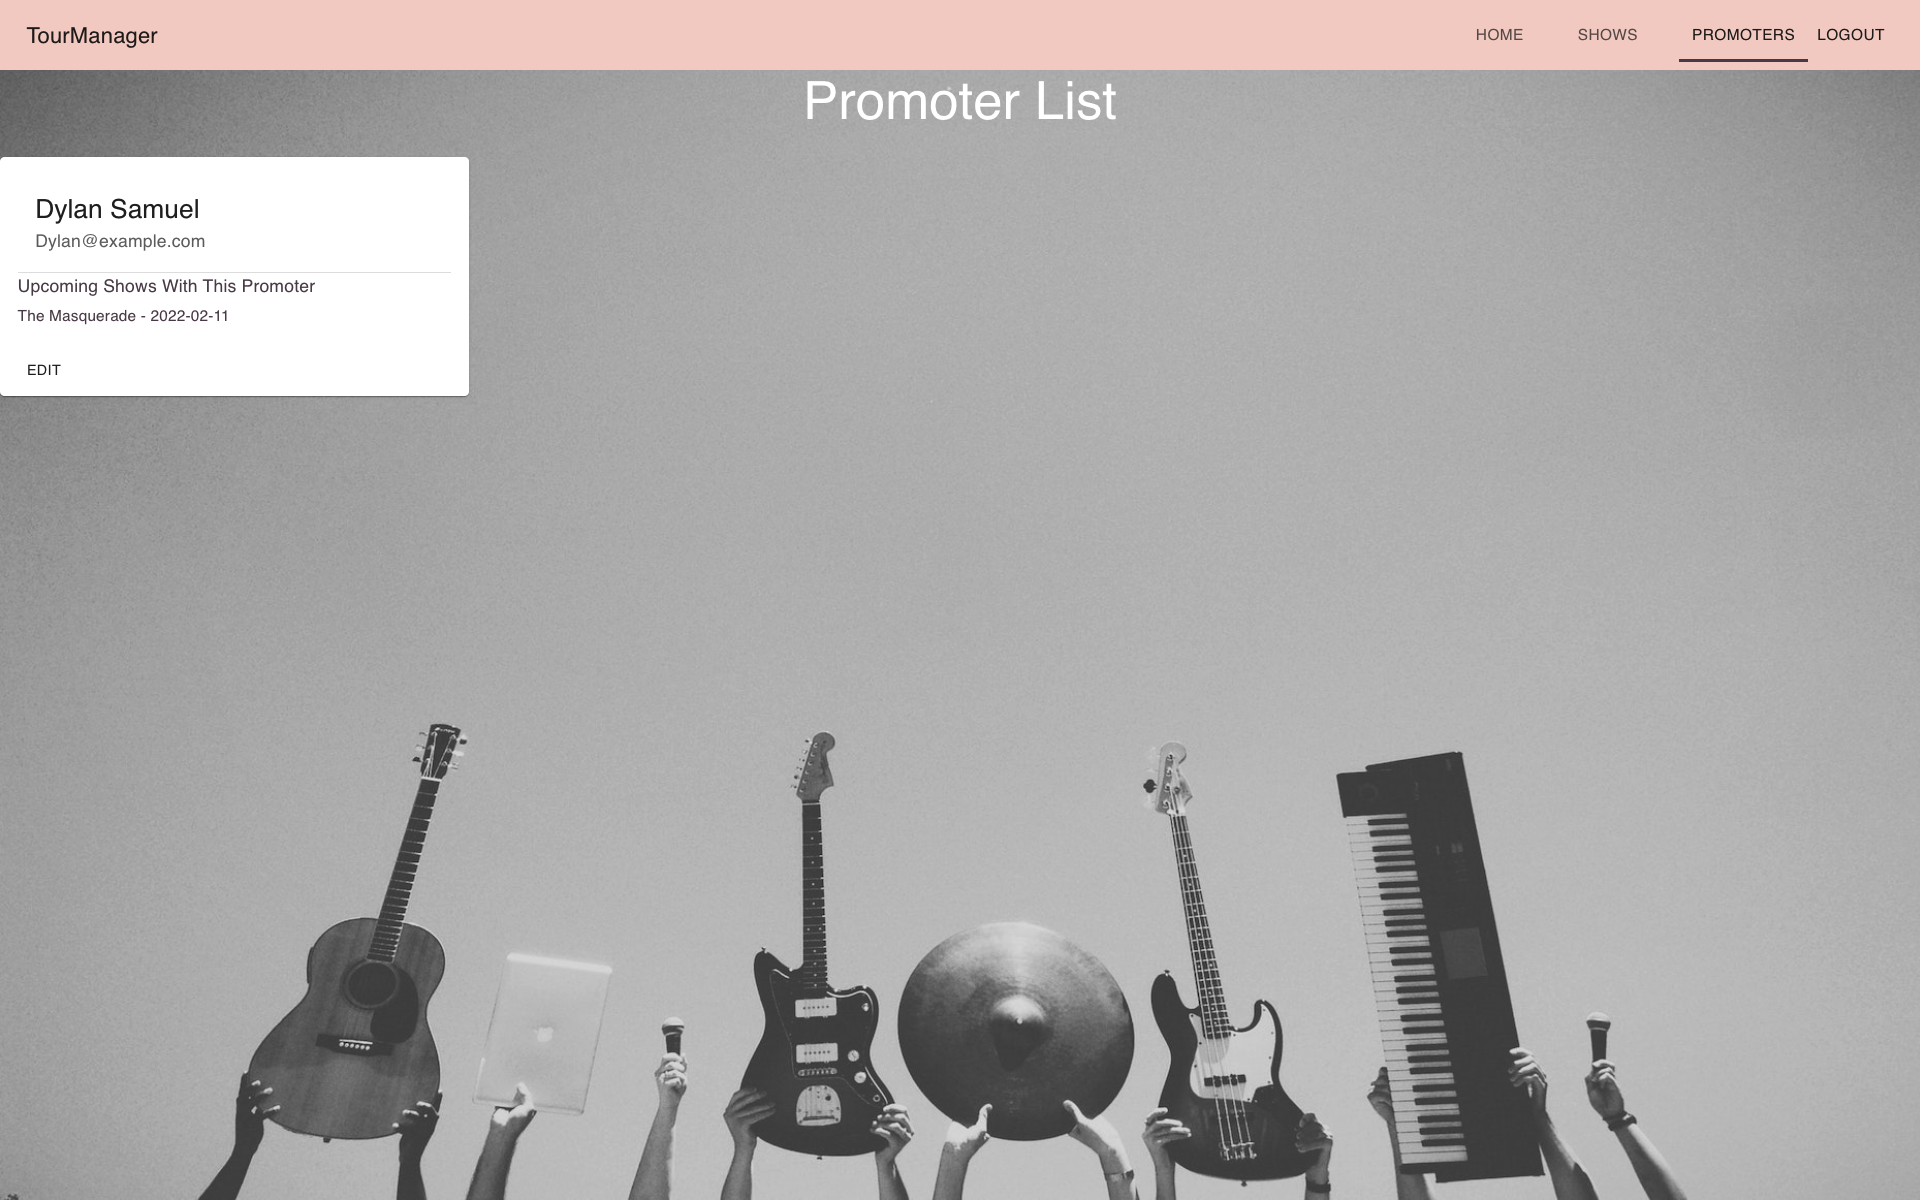 TourManager
HOME SHOWS PROMOTERS LOGOUT
Promoter List
Dylan Samuel
Dylan@example.com
Upcoming Shows With This Promoter
The Masquerade - 2022-02-11
EDIT